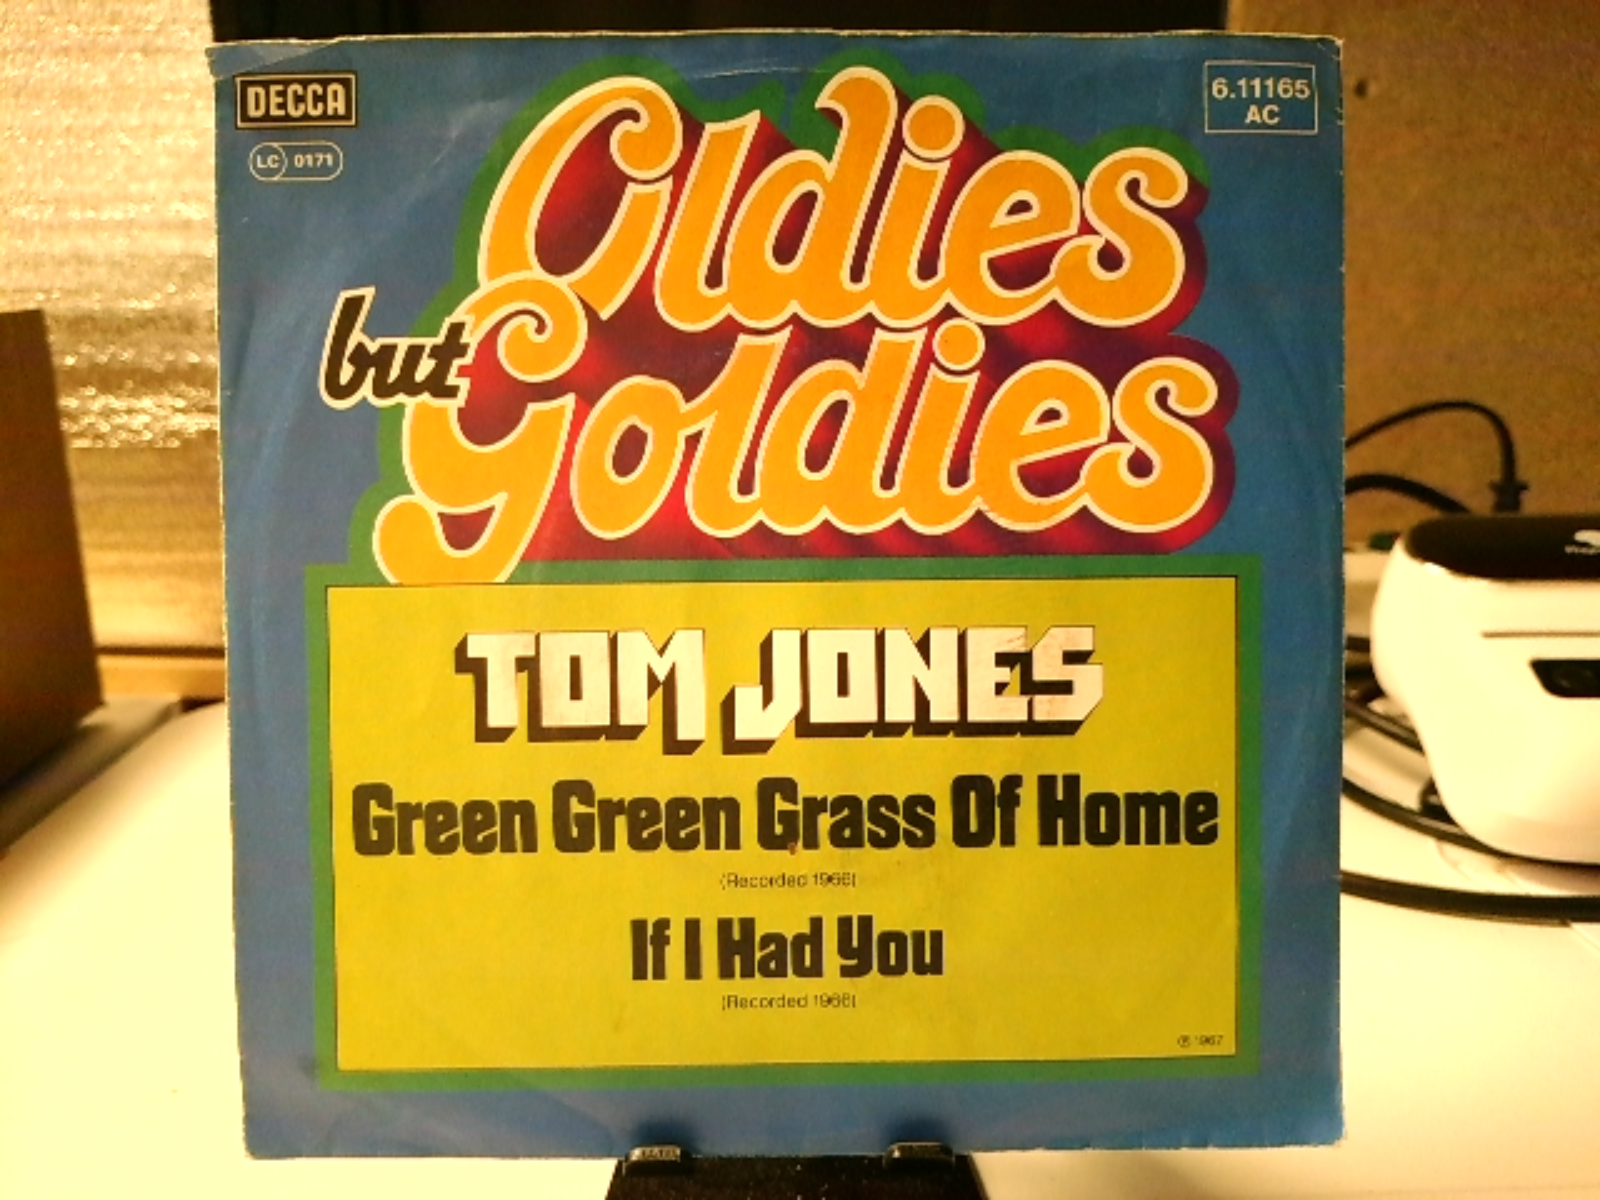 DECCA
LC 0171
6.11165
AC
Oldies
but
Goldies
TOM JONES
Green Green Grass Of Home
(Recorded 1966)
If I Had You
(Recorded 1966)
℗ 1967